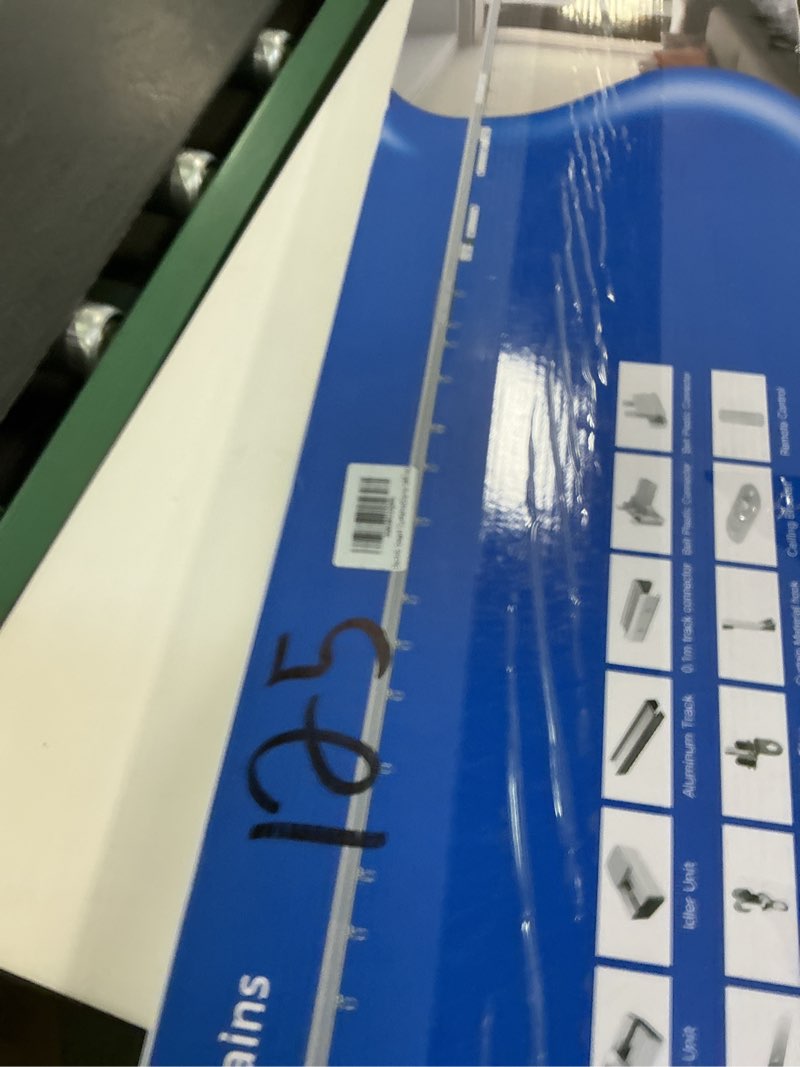 125
ains
Belt Plastic Connector
Belt Plastic Connector
0.1m track connector
Aluminum Track
Idler Unit
Unit
Remote Control
Ceiling
hook